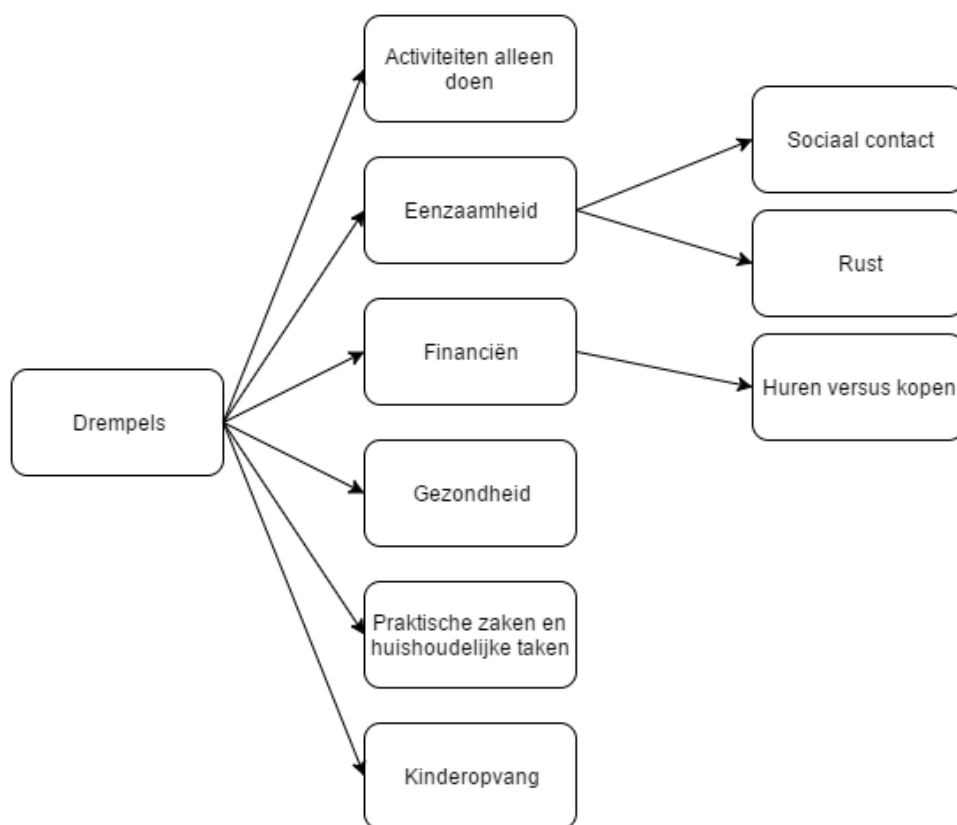 Drempels
Activiteiten alleen
doen
Eenzaamheid
Financiën
Gezondheid
Praktische zaken en
huishoudelijke taken
Kinderopvang
Sociaal contact
Rust
Huren versus kopen